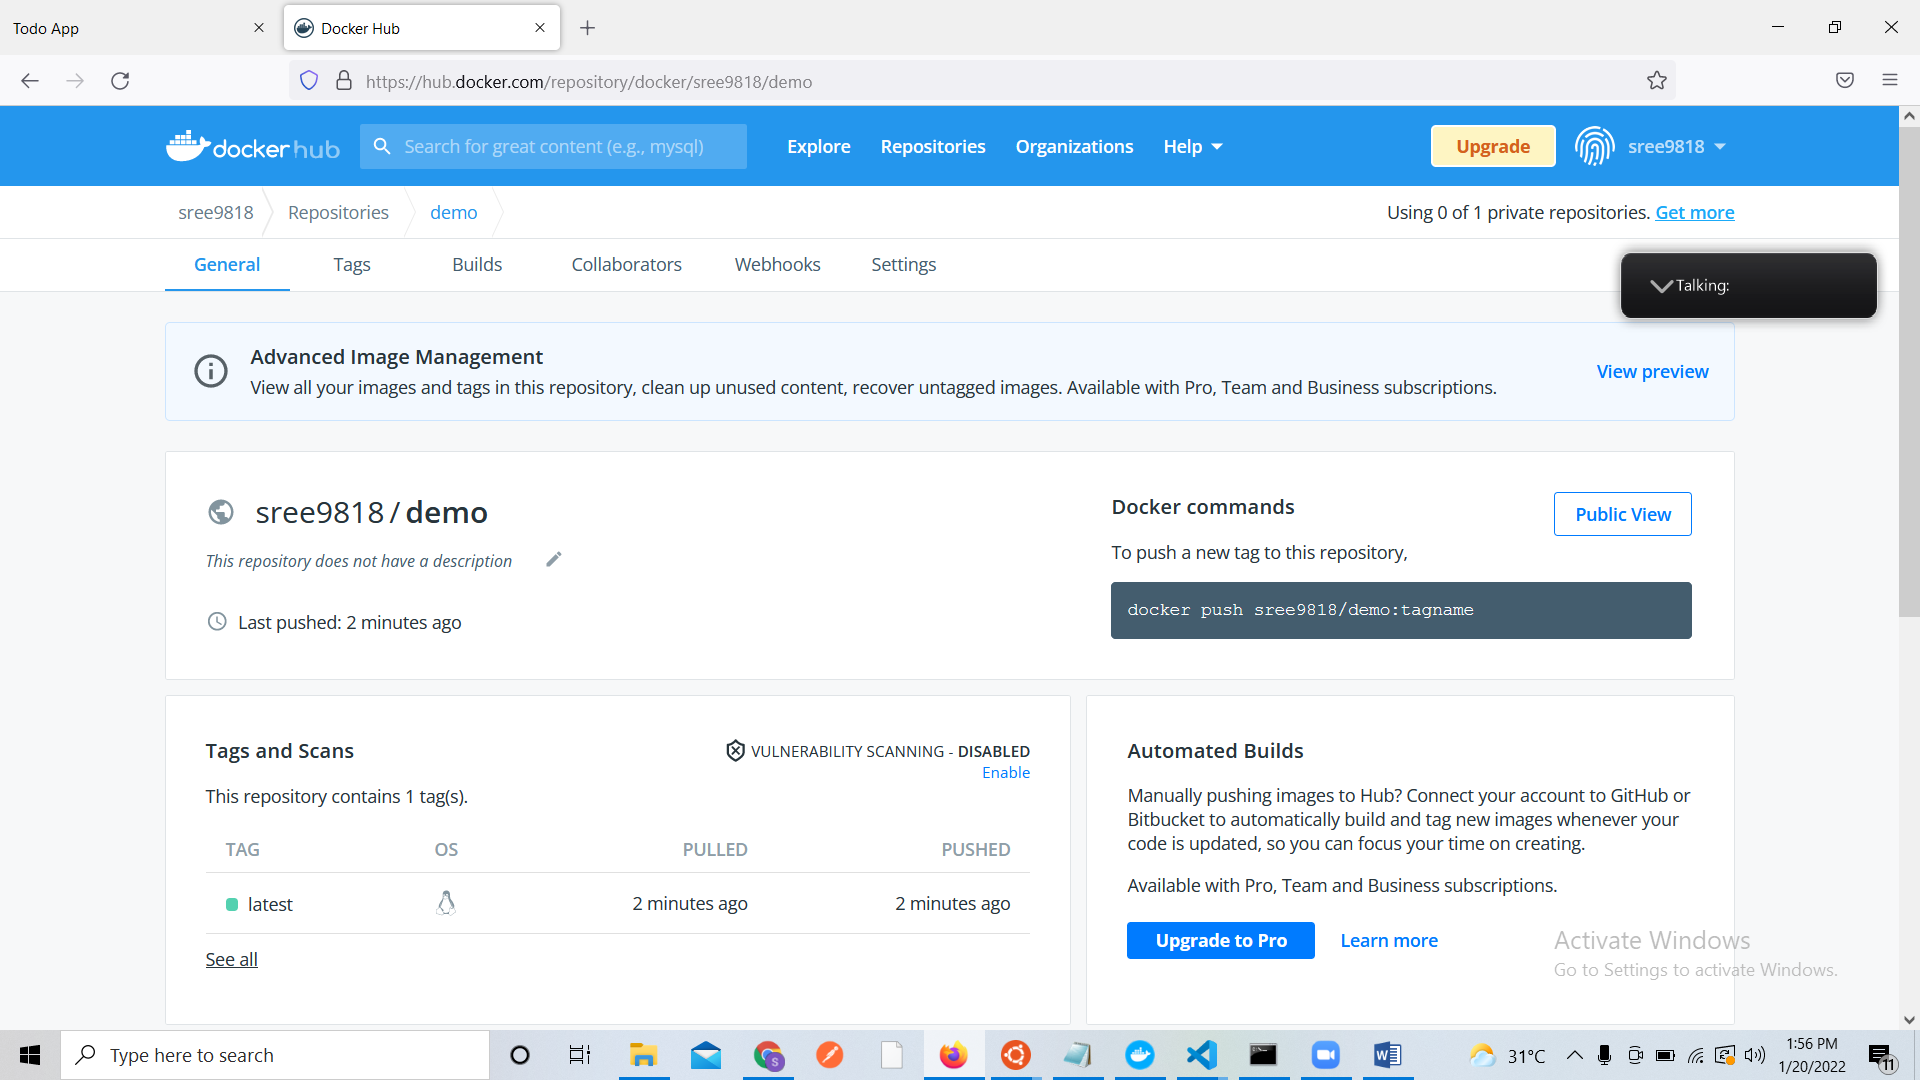 Todo App
Docker Hub
https://hub.docker.com/repository/docker/sree9818/demo
docker hub
Search for great content (e.g., mysql)
Explore
Repositories
Organizations
Help
Upgrade
sree9818
sree9818
Repositories
demo
Using 0 of 1 private repositories. Get more
General
Tags
Builds
Collaborators
Webhooks
Settings
Talking:
Advanced Image Management
View all your images and tags in this repository, clean up unused content, recover untagged images. Available with Pro, Team and Business subscriptions.
View preview
sree9818 / demo
This repository does not have a description
Last pushed: 2 minutes ago
Docker commands
Public View
To push a new tag to this repository,
docker push sree9818/demo:tagname
Tags and Scans
VULNERABILITY SCANNING - DISABLED
Enable
This repository contains 1 tag(s).
TAG OS PULLED PUSHED
latest 2 minutes ago 2 minutes ago
See all
Automated Builds
Manually pushing images to Hub? Connect your account to GitHub or
Bitbucket to automatically build and tag new images whenever your
code is updated, so you can focus your time on creating.
Available with Pro, Team and Business subscriptions.
Upgrade to Pro
Learn more
Activate Windows
Go to Settings to activate Windows.
Type here to search
S
W
31°C
1:56 PM
1/20/2022
11